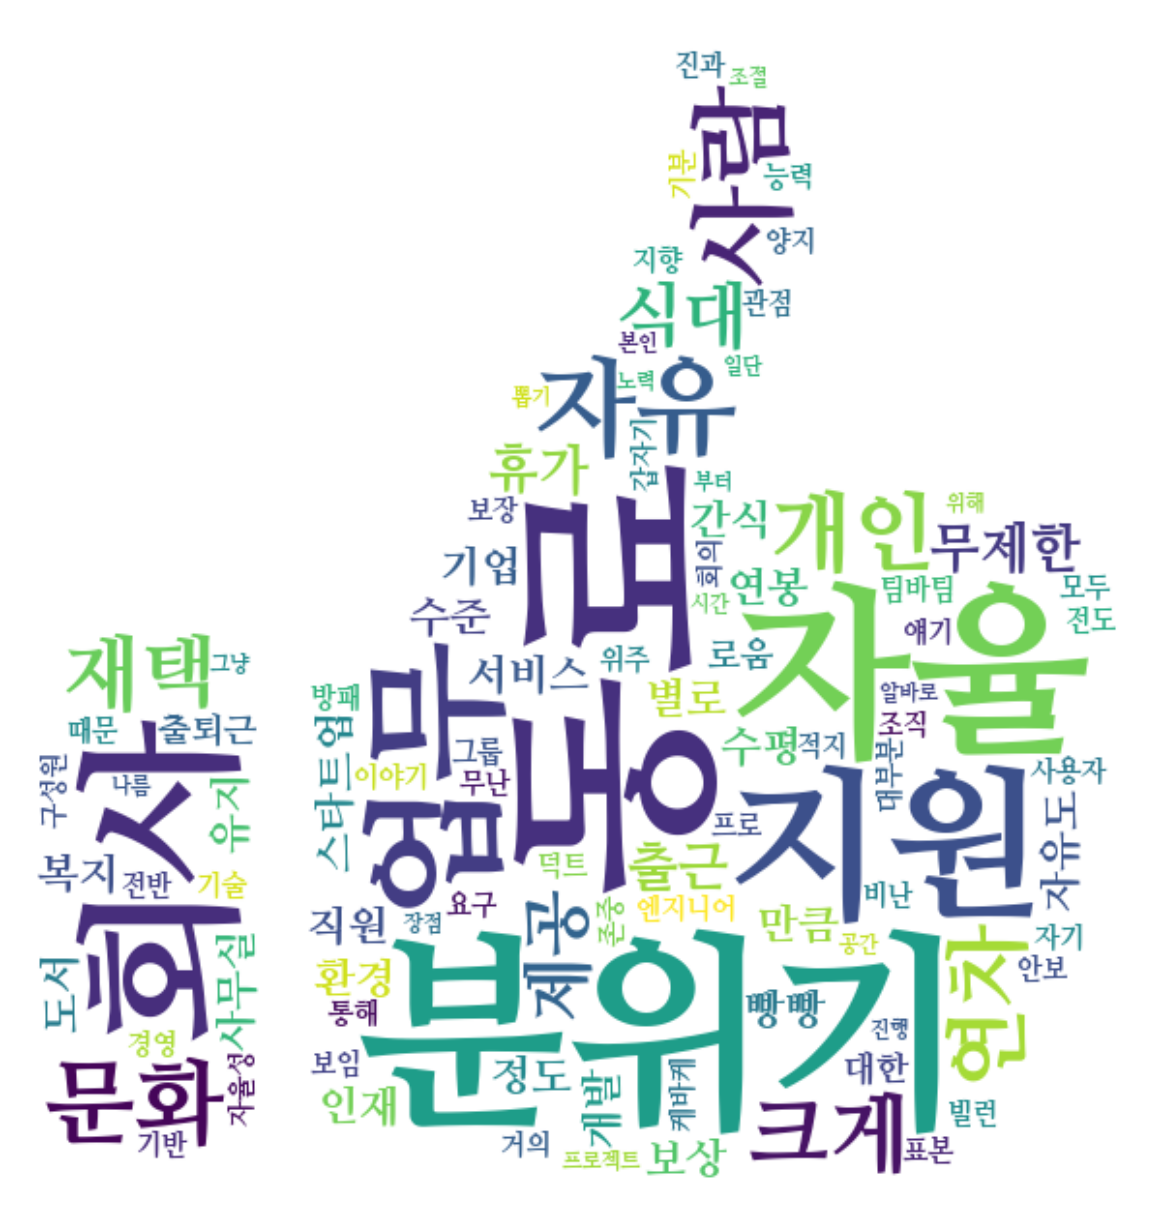 진과
조절
사람
기분
능력
양지
지향
식대
관점
본인
일단
자유
노력
뽑기
갑자기
휴가
부터
보장
동료
간식
개인
위해
무제한
기업
회의
연봉
팀바팀
모두
수준
시간
자율
얘기
전도
재택
그냥
업무
서비스
위주
로움
방패
별로
알바로
때문
출퇴근
조직
회사
스타트업
그룹
수평
적지
대부분
구성원
나름
이야기
무난
지원
사용자
유지
프로
자유도
복지
전반
기술
덕트
출근
비난
직원
장점
요구
제공
존중
엔지니어
만큼
공간
자기
도서
사무실
환경
분위기
연차
안보
통해
빵빵
경영
진행
문화
자율성
보임
정도
개발
케바케
대한
인재
크게
빌런
기반
거의
프로젝트
보상
표본